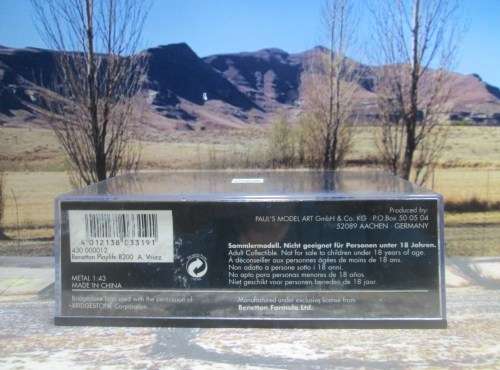 Produced by:
PAUL'S MODEL ART GmbH & Co. KG P.O.Box 50 05 04
52089 AACHEN GERMANY
4 012138 033191
430 000012
Benetton Playlife B200 A. Wurz
Sammlermodell. Nicht geeignet für Personen unter 18 Jahren.
Adult Collectible. Not for sale to children under 18 years of age.
A déconseiller aux personnes âgées de moins de 18 ans.
Non adatto a persone sotto i 18 anni.
No apto para personas menores de 18 años.
Niet geschikt voor personen beneden de 18 jaar.
METAL 1:43
MADE IN CHINA
Bridgestone logo used with the permission of
BRIDGESTONE Corporation.
Manufactured under exclusive license from
Benetton Formula Ltd.